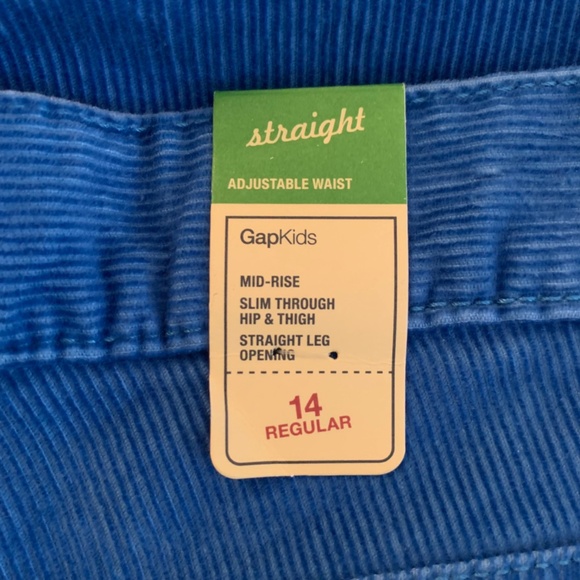 straight
ADJUSTABLE WAIST
GapKids
MID-RISE
SLIM THROUGH
HIP & THIGH
STRAIGHT LEG
OPENING
14
REGULAR